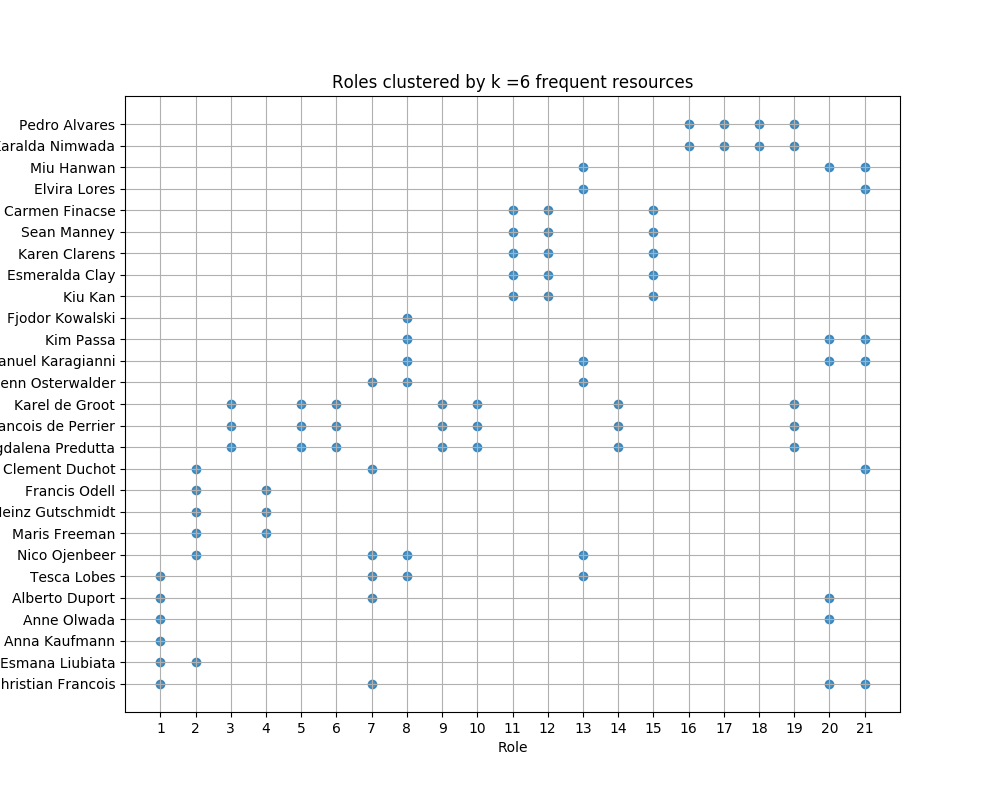 Roles clustered by k =6 frequent resources
Pedro Alvares
aralda Nimwada
Miu Hanwan
Elvira Lores
Carmen Finacse
Sean Manney
Karen Clarens
Esmeralda Clay
Kiu Kan
Fjodor Kowalski
Kim Passa
anuel Karagianni
enn Osterwalder
Karel de Groot
ancois de Perrier
gdalena Predutta
Clement Duchot
Francis Odell
einz Gutschmidt
Maris Freeman
Nico Ojenbeer
Tesca Lobes
Alberto Duport
Anne Olwada
Anna Kaufmann
Esmana Liubiata
hristian Francois
1 2 3 4 5 6 7 8 9 10 11 12 13 14 15 16 17 18 19 20 21
Role